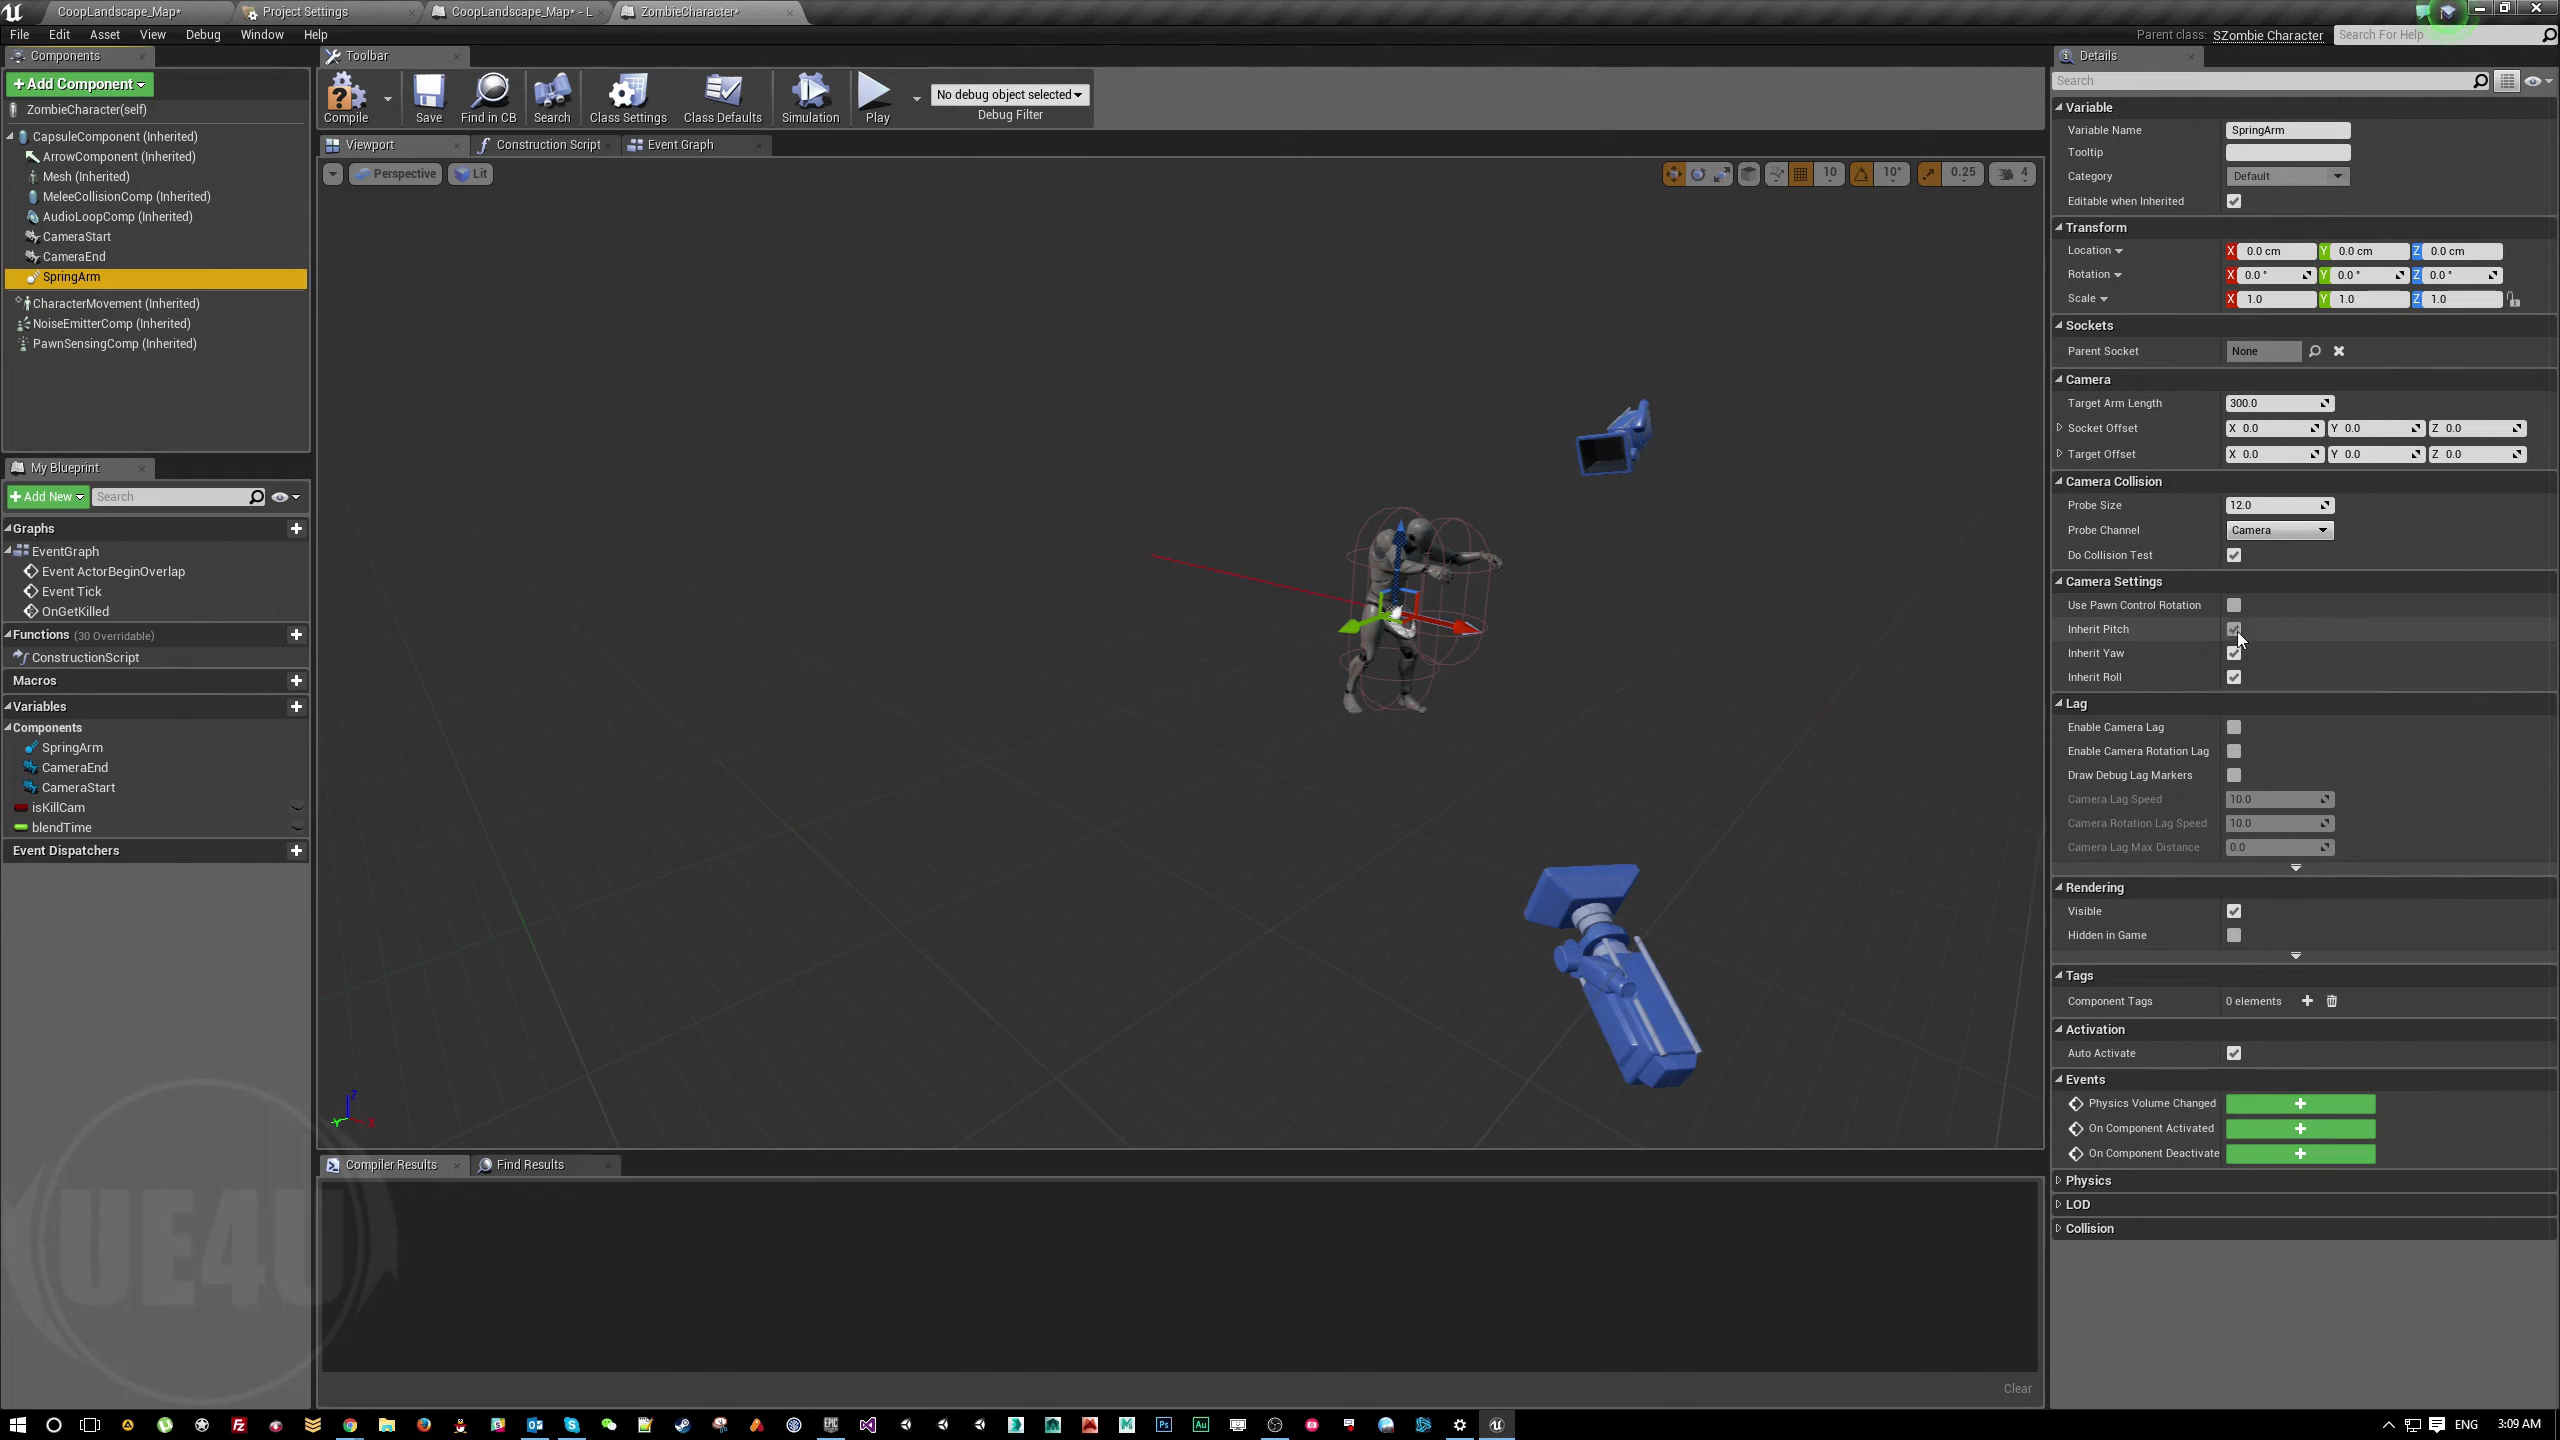 CoopLandscape_Map*
Project Settings
CoopLandscape_Map* - L
ZombieCharacter*
File Edit Asset View Debug Window Help
Parent class: SZombie Character
Search For Help
Components
+Add Component
ZombieCharacter(self)
CapsuleComponent (Inherited)
ArrowComponent (Inherited)
Mesh (Inherited)
MeleeCollisionComp (Inherited)
AudioLoopComp (Inherited)
CameraStart
CameraEnd
SpringArm
CharacterMovement (Inherited)
NoiseEmitterComp (Inherited)
PawnSensingComp (Inherited)
My Blueprint
+Add New
Search
Graphs
EventGraph
Event ActorBeginOverlap
Event Tick
OnGetKilled
Functions (30 Overridable)
ConstructionScript
Macros
Variables
Components
SpringArm
CameraEnd
CameraStart
isKillCam
blendTime
Event Dispatchers
UE4U
Toolbar
Compile
Save
Find in CB
Search
Class Settings
Class Defaults
Simulation
Play
No debug object selected
Debug Filter
Viewport
Construction Script
Event Graph
Perspective
Lit
10
10°
0.25
4
Z
Y
X
Compiler Results
Find Results
Clear
Details
Search
Variable
Variable Name SpringArm
Tooltip
Category Default
Editable when Inherited
Transform
Location X 0.0 cm Y 0.0 cm Z 0.0 cm
Rotation X 0.0 ° Y 0.0 ° Z 0.0 °
Scale X 1.0 Y 1.0 Z 1.0
Sockets
Parent Socket None
Camera
Target Arm Length 300.0
Socket Offset X 0.0 Y 0.0 Z 0.0
Target Offset X 0.0 Y 0.0 Z 0.0
Camera Collision
Probe Size 12.0
Probe Channel Camera
Do Collision Test
Camera Settings
Use Pawn Control Rotation
Inherit Pitch
Inherit Yaw
Inherit Roll
Lag
Enable Camera Lag
Enable Camera Rotation Lag
Draw Debug Lag Markers
Camera Lag Speed 10.0
Camera Rotation Lag Speed 10.0
Camera Lag Max Distance 0.0
Rendering
Visible
Hidden in Game
Tags
Component Tags 0 elements
Activation
Auto Activate
Events
Physics Volume Changed
On Component Activated
On Component Deactivate
Physics
LOD
Collision
ENG
3:09 AM